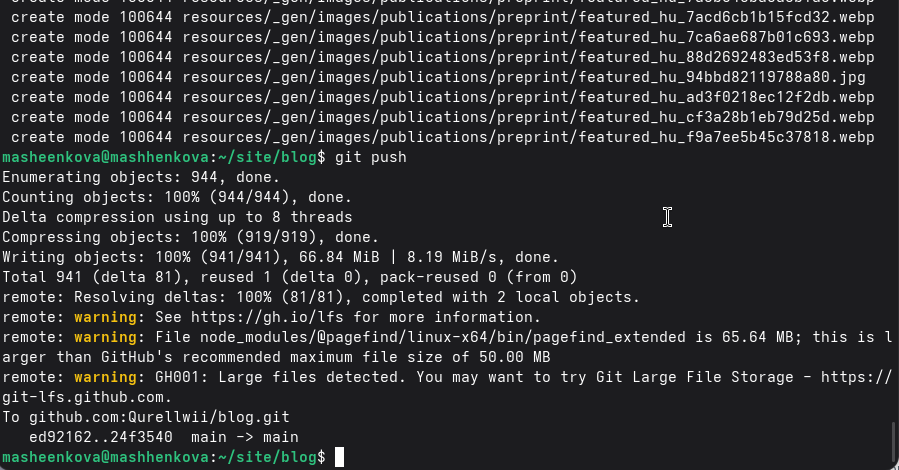 create mode 100644 resources/_gen/images/publications/preprint/featured_hu_7acd6cb1b15fcd32.webp
create mode 100644 resources/_gen/images/publications/preprint/featured_hu_7ca6ae687b01c693.webp
create mode 100644 resources/_gen/images/publications/preprint/featured_hu_88d2692483ed53f8.webp
create mode 100644 resources/_gen/images/publications/preprint/featured_hu_94bbd82119788a80.jpg
create mode 100644 resources/_gen/images/publications/preprint/featured_hu_ad3f0218ec12f2db.webp
create mode 100644 resources/_gen/images/publications/preprint/featured_hu_cf3a28b1eb79d25d.webp
create mode 100644 resources/_gen/images/publications/preprint/featured_hu_f9a7ee5b45c37818.webp
masheenkova@mashhenkova:~/site/blog$ git push
Enumerating objects: 944, done.
Counting objects: 100% (944/944), done.
Delta compression using up to 8 threads
Compressing objects: 100% (919/919), done.
Writing objects: 100% (941/941), 66.84 MiB | 8.19 MiB/s, done.
Total 941 (delta 81), reused 1 (delta 0), pack-reused 0 (from 0)
remote: Resolving deltas: 100% (81/81), completed with 2 local objects.
remote: warning: See https://gh.io/lfs for more information.
remote: warning: File node_modules/@pagefind/linux-x64/bin/pagefind_extended is 65.64 MB; this is l
arger than GitHub's recommended maximum file size of 50.00 MB
remote: warning: GH001: Large files detected. You may want to try Git Large File Storage - https://
git-lfs.github.com.
To github.com:Qurellwii/blog.git
   ed92162..24f3540  main -> main
masheenkova@mashhenkova:~/site/blog$